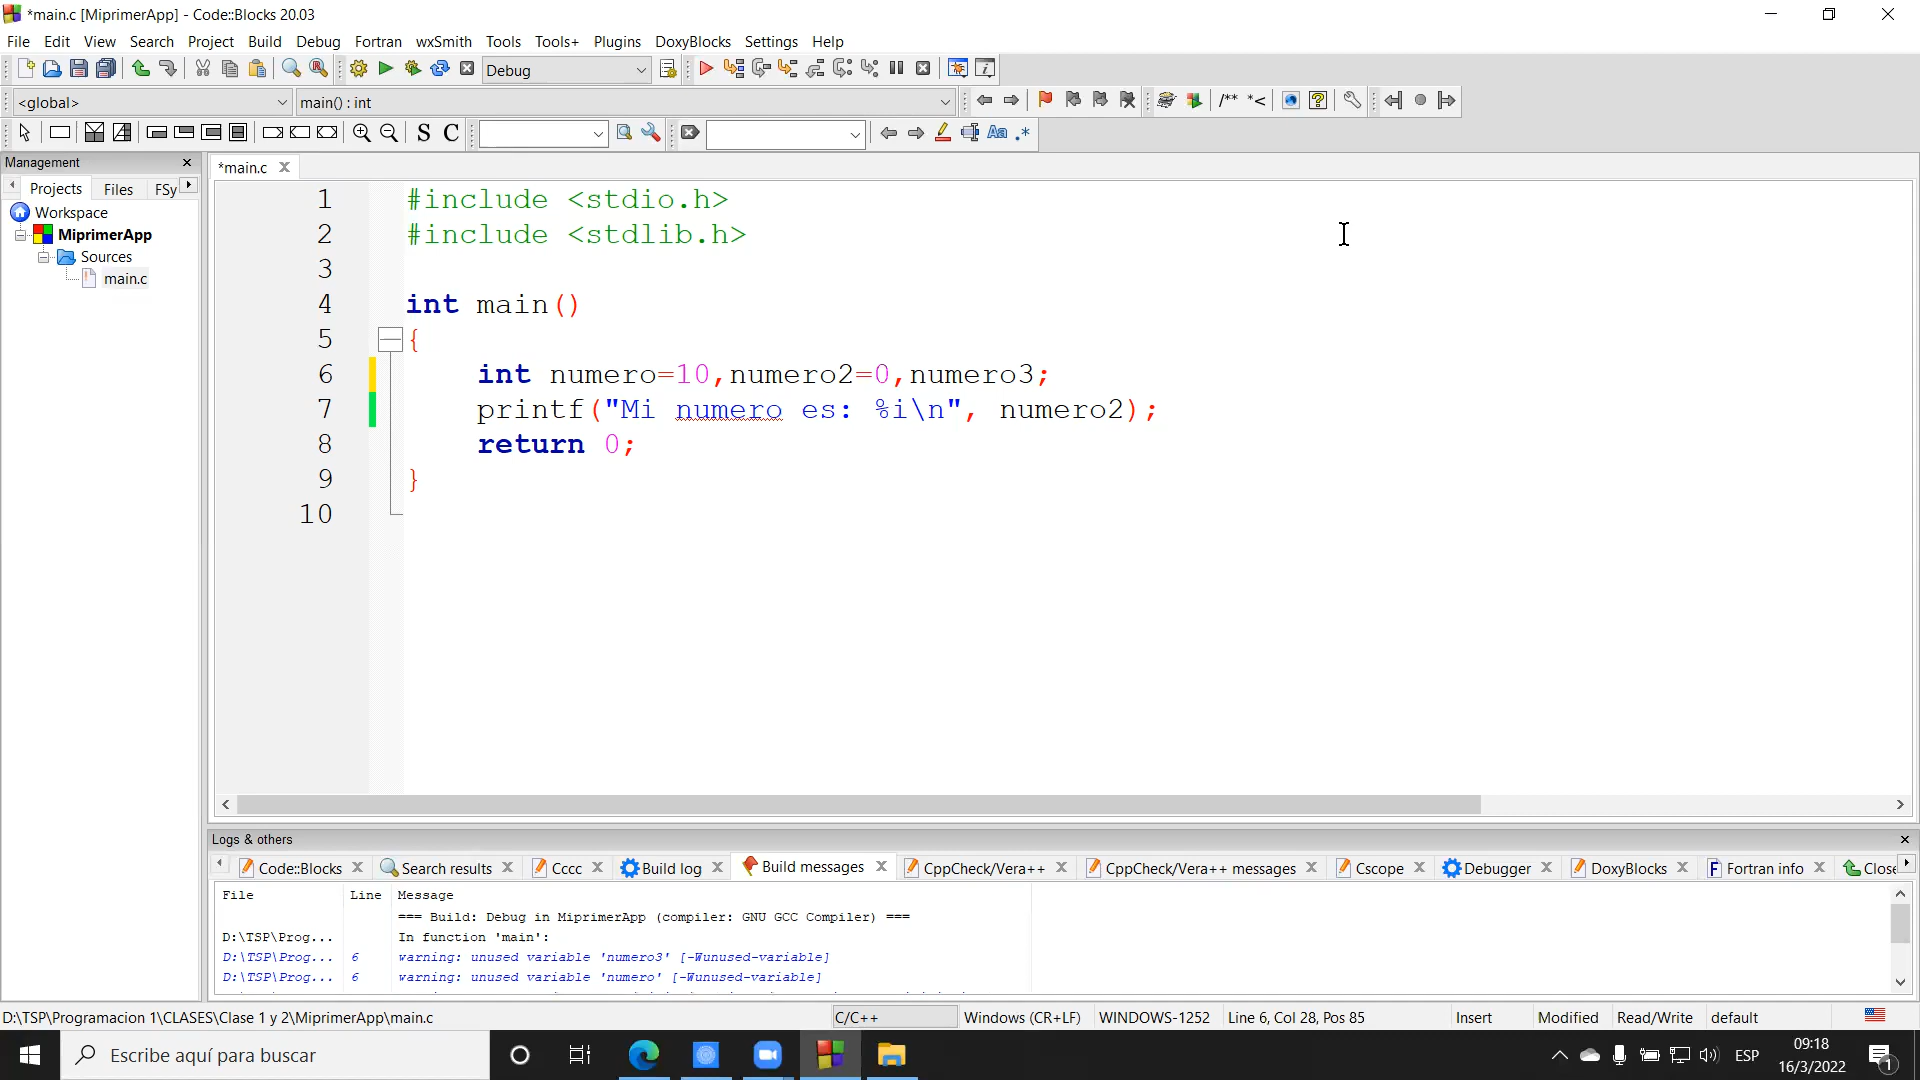 *main.c [MiprimerApp] - Code::Blocks 20.03
File Edit View Search Project Build Debug Fortran wxSmith Tools Tools+ Plugins DoxyBlocks Settings Help
Debug
<global> main() : int /** *<
S C Aa .*
Management
*main.c
Projects Files FSy
Workspace
MiprimerApp
Sources
main.c
1 #include <stdio.h>
2 #include <stdlib.h>
3
4 int main()
5 {
6 int numero=10,numero2=0,numero3;
7 printf("Mi numero es: %i\n", numero2);
8 return 0;
9 }
10
Logs & others
Code::Blocks Search results Cccc Build log Build messages CppCheck/Vera++ CppCheck/Vera++ messages Cscope Debugger DoxyBlocks Fortran info Close
File Line Message
=== Build: Debug in MiprimerApp (compiler: GNU GCC Compiler) ===
D:\TSP\Prog... In function 'main':
D:\TSP\Prog... 6 warning: unused variable 'numero3' [-Wunused-variable]
D:\TSP\Prog... 6 warning: unused variable 'numero' [-Wunused-variable]
D:\TSP\Programacion 1\CLASES\Clase 1 y 2\MiprimerApp\main.c C/C++ Windows (CR+LF) WINDOWS-1252 Line 6, Col 28, Pos 85 Insert Modified Read/Write default
Escribe aquí para buscar
ESP
09:18
16/3/2022
1